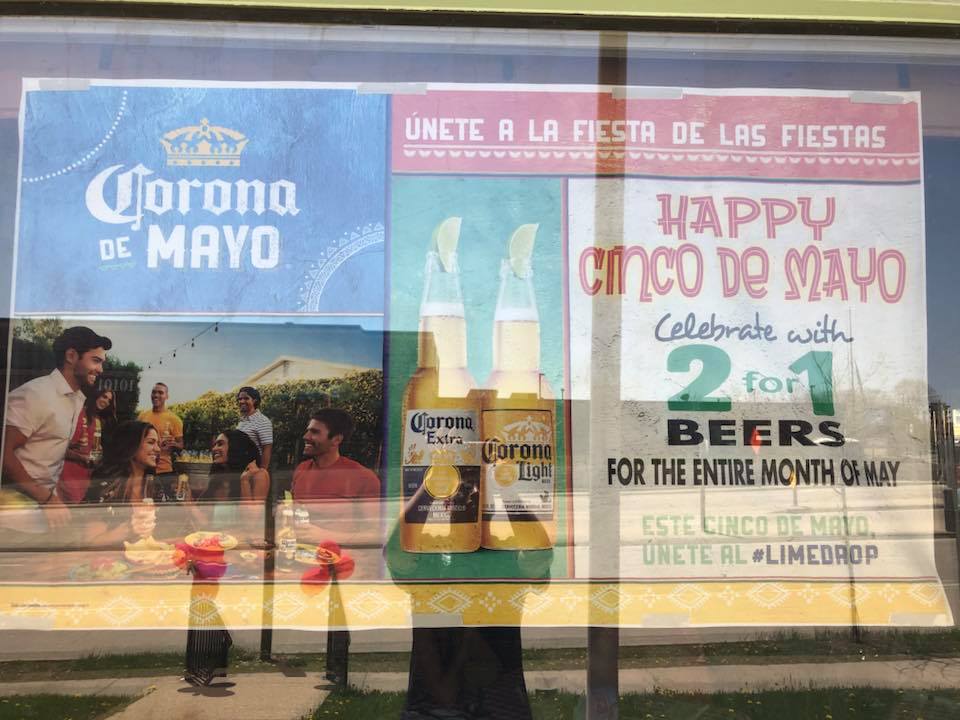 Corona
DE MAYO
ÚNETE A LA FIESTA DE LAS FIESTAS
HAPPY
CINCO DE MAYO
Celebrate with
2 for 1
BEERS
FOR THE ENTIRE MONTH OF MAY
ESTE CINCO DE MAYO,
ÚNETE AL #LIMEDROP
Corona
Extra
Corona
Light
10101